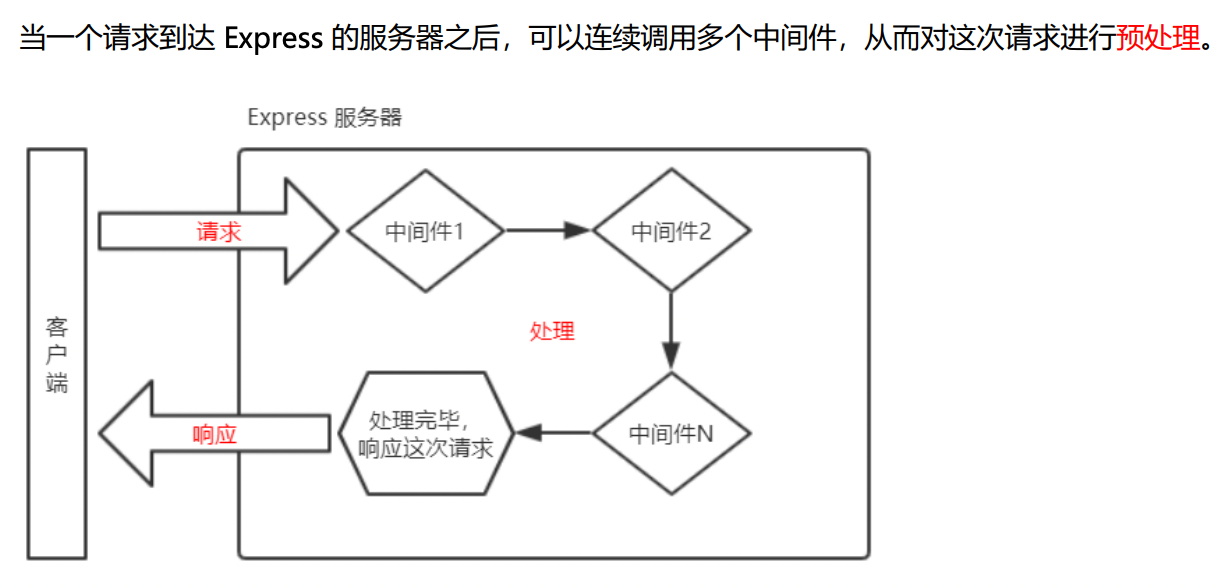 当一个请求到达 Express 的服务器之后，可以连续调用多个中间件，从而对这次请求进行预处理。
Express 服务器
请求
中间件1
中间件2
客
户
端
处理
响应
处理完毕，
响应这次请求
中间件N